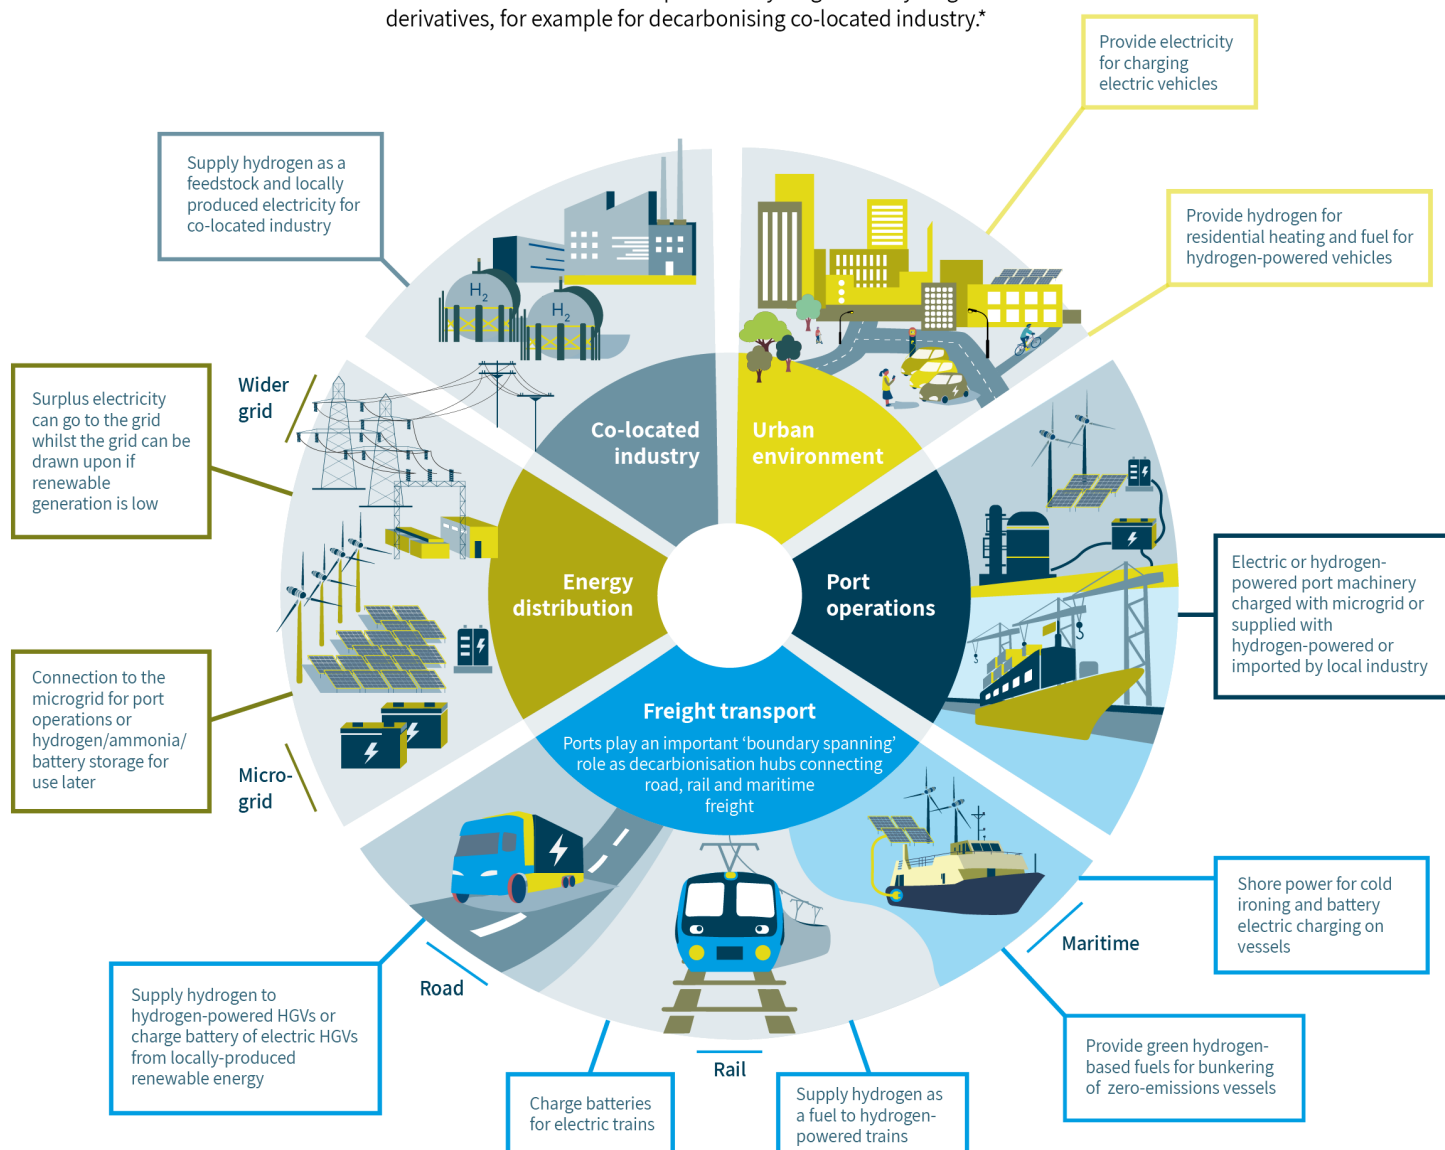 derivatives, for example for decarbonising co-located industry.*
Provide electricity
for charging
electric vehicles
Supply hydrogen as a
feedstock and locally
produced electricity for
co-located industry
Provide hydrogen for
residential heating and fuel for
hydrogen-powered vehicles
H2
H2
Surplus electricity
can go to the grid
whilst the grid can be
drawn upon if
renewable
generation is low
Wider
grid
Co-located
industry
Urban
environment
Energy
distribution
Port
operations
Electric or hydrogen-
powered port machinery
charged with microgrid or
supplied with
hydrogen-powered or
imported by local industry
Connection to the
microgrid for port
operations or
hydrogen/ammonia/
battery storage for
use later
Micro-
grid
Freight transport
Ports play an important ‘boundary spanning’
role as decarbionisation hubs connecting
road, rail and maritime
freight
Shore power for cold
ironing and battery
electric charging on
vessels
Maritime
Road
Rail
Supply hydrogen to
hydrogen-powered HGVs or
charge battery of electric HGVs
from locally-produced
renewable energy
Charge batteries
for electric trains
Supply hydrogen as
a fuel to hydrogen-
powered trains
Provide green hydrogen-
based fuels for bunkering
of zero-emissions vessels